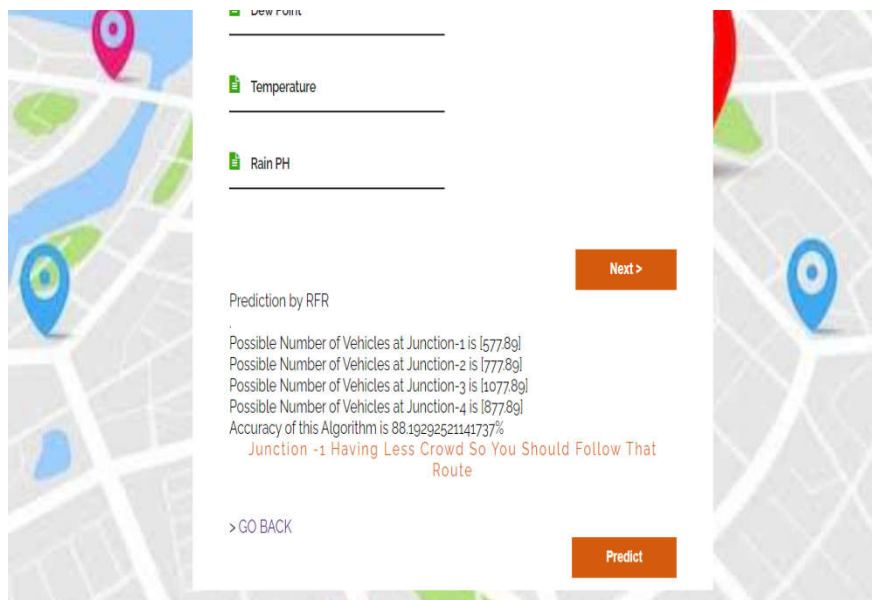 Dew Point
Temperature
Rain PH
Next >
Prediction by RFR
.
Possible Number of Vehicles at Junction-1 is [577.89]
Possible Number of Vehicles at Junction-2 is [777.89]
Possible Number of Vehicles at Junction-3 is [1077.89]
Possible Number of Vehicles at Junction-4 is [877.89]
Accuracy of this Algorithm is 88.19292521141737%
Junction -1 Having Less Crowd So You Should Follow That
Route
> GO BACK
Predict